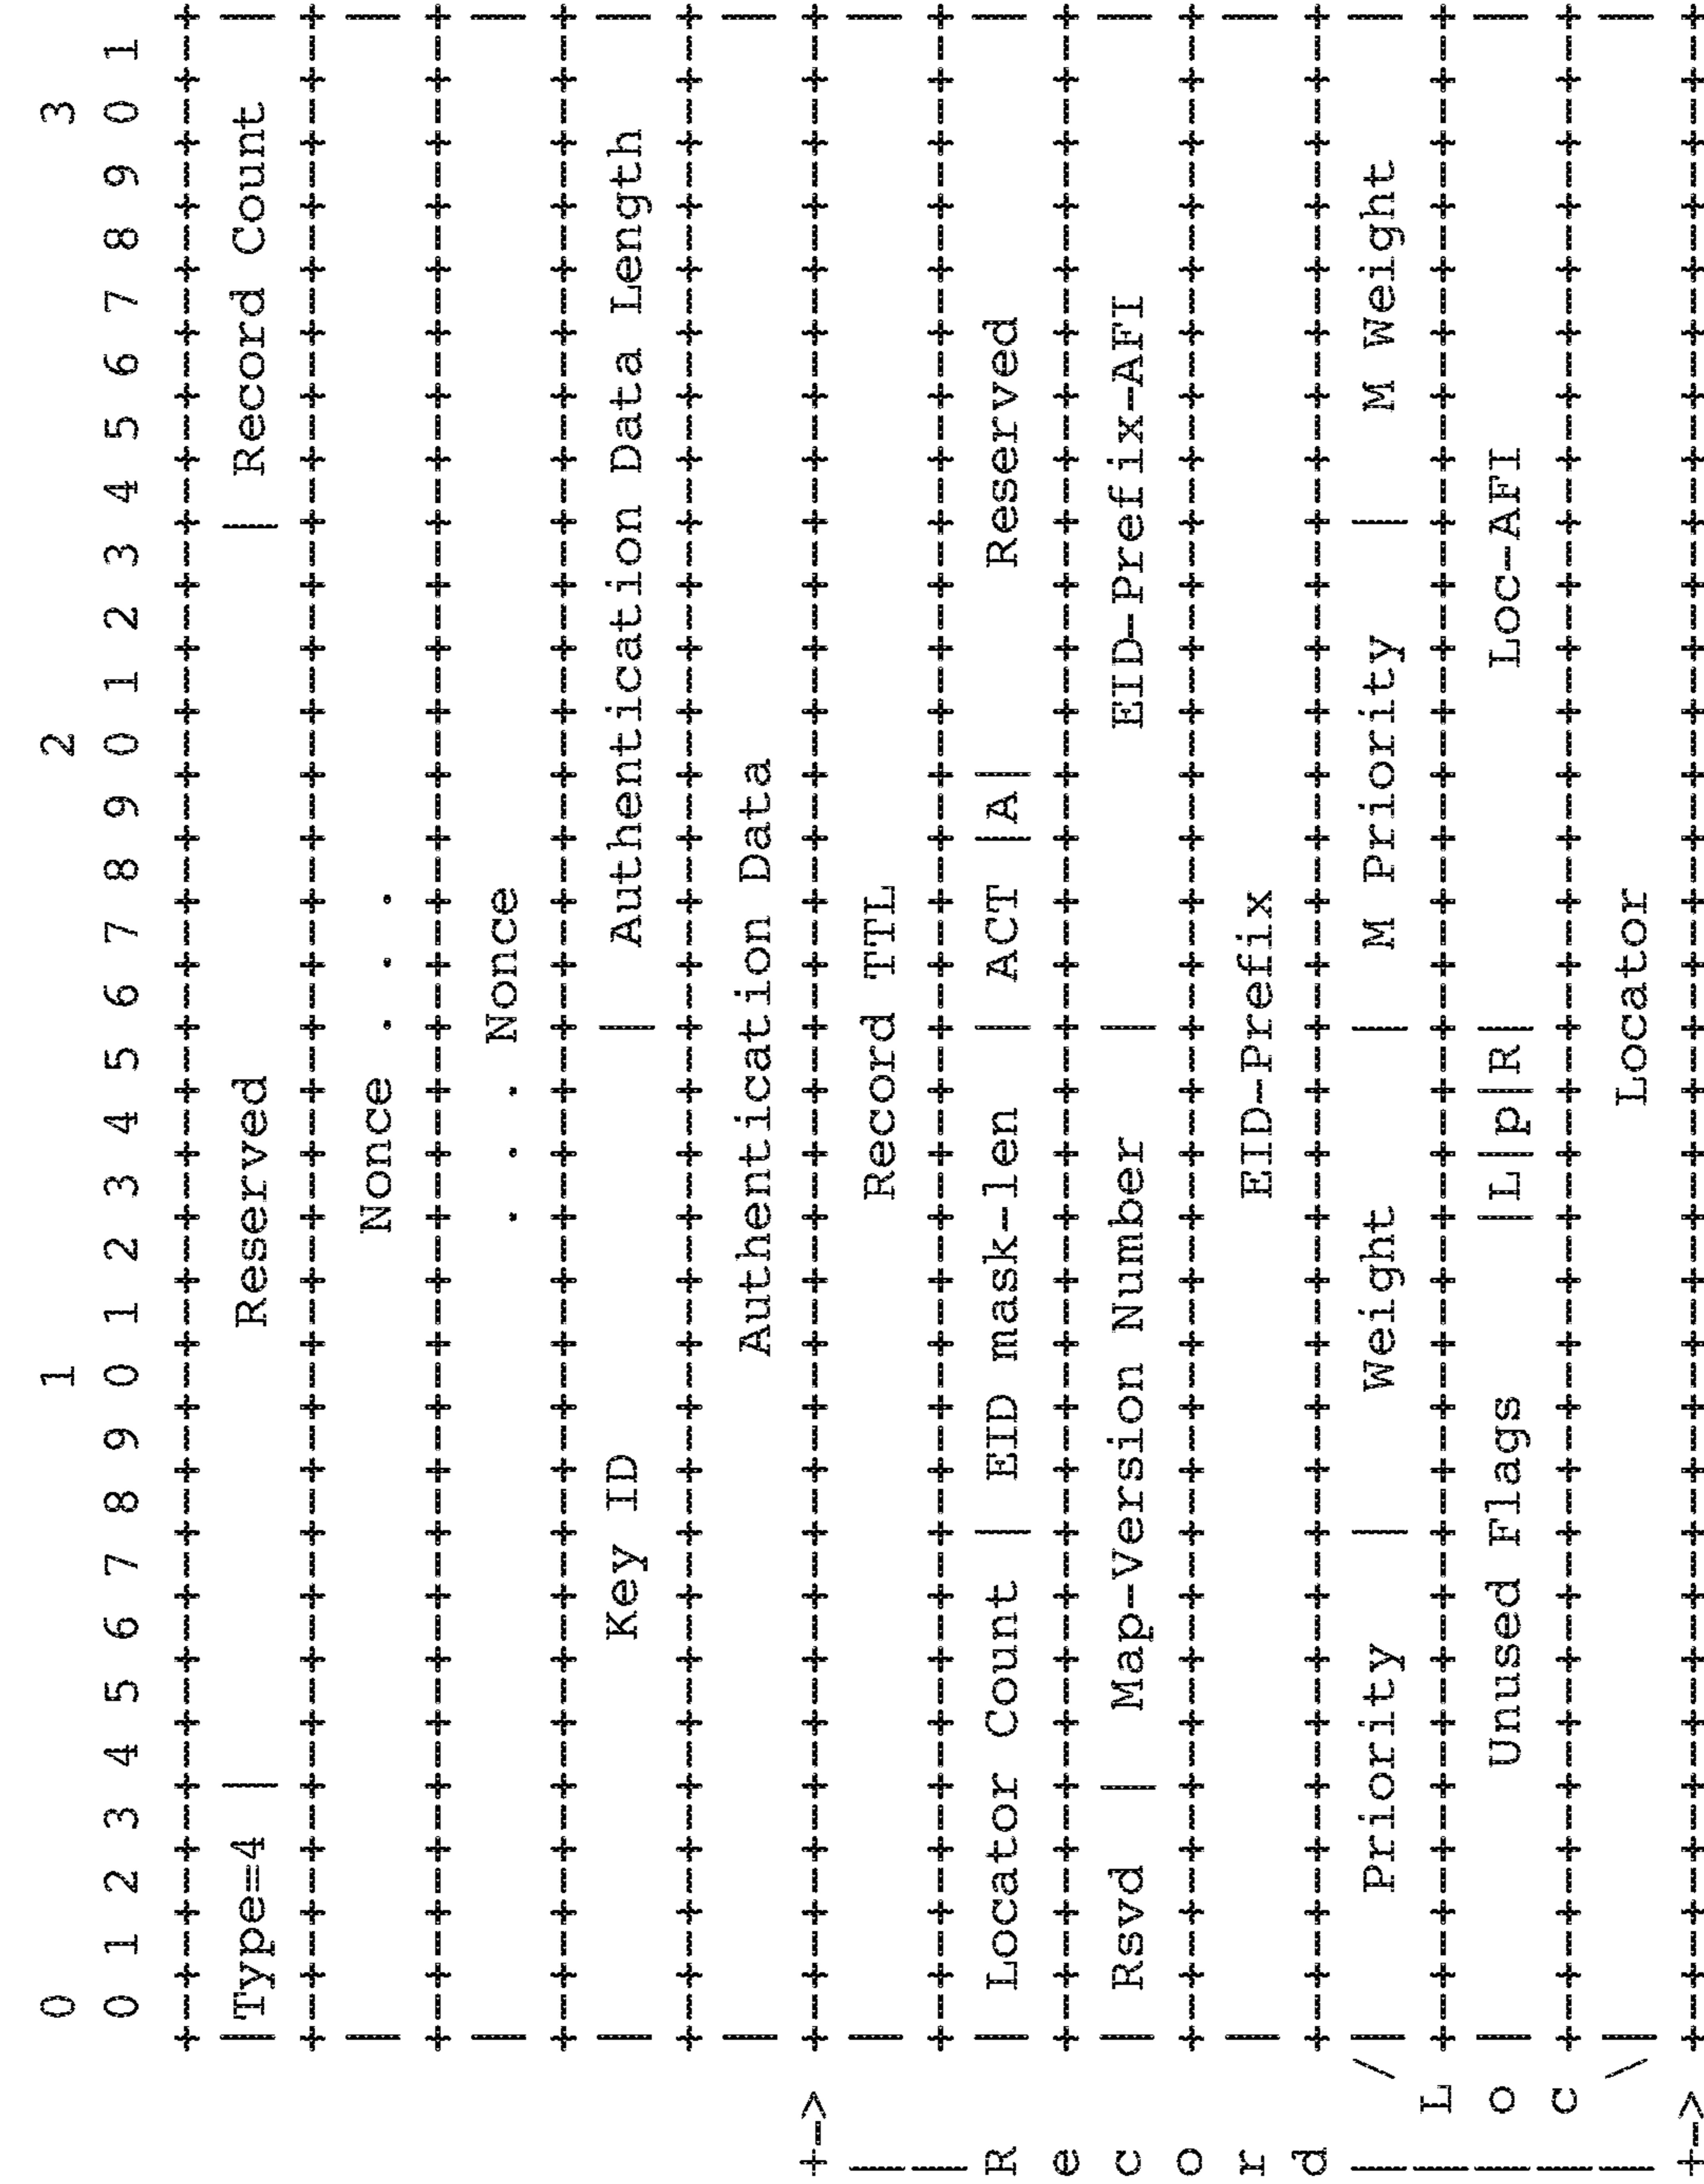 0                   1                   2                   3
        0 1 2 3 4 5 6 7 8 9 0 1 2 3 4 5 6 7 8 9 0 1 2 3 4 5 6 7 8 9 0 1
       +-+-+-+-+-+-+-+-+-+-+-+-+-+-+-+-+-+-+-+-+-+-+-+-+-+-+-+-+-+-+-+-+
       |Type=4 |              Reserved                 | Record Count  |
       +-+-+-+-+-+-+-+-+-+-+-+-+-+-+-+-+-+-+-+-+-+-+-+-+-+-+-+-+-+-+-+-+
       |                         Nonce . . .                           |
       +-+-+-+-+-+-+-+-+-+-+-+-+-+-+-+-+-+-+-+-+-+-+-+-+-+-+-+-+-+-+-+-+
       |                         . . . Nonce                           |
       +-+-+-+-+-+-+-+-+-+-+-+-+-+-+-+-+-+-+-+-+-+-+-+-+-+-+-+-+-+-+-+-+
       |            Key ID             |  Authentication Data Length   |
       +-+-+-+-+-+-+-+-+-+-+-+-+-+-+-+-+-+-+-+-+-+-+-+-+-+-+-+-+-+-+-+-+
       |                     Authentication Data                       |
   +-> +-+-+-+-+-+-+-+-+-+-+-+-+-+-+-+-+-+-+-+-+-+-+-+-+-+-+-+-+-+-+-+-+
   |   |                          Record TTL                           |
   |   +-+-+-+-+-+-+-+-+-+-+-+-+-+-+-+-+-+-+-+-+-+-+-+-+-+-+-+-+-+-+-+-+
   R   | Locator Count | EID mask-len  | ACT |A|       Reserved        |
   e   +-+-+-+-+-+-+-+-+-+-+-+-+-+-+-+-+-+-+-+-+-+-+-+-+-+-+-+-+-+-+-+-+
   c   | Rsvd  |  Map-Version Number   |         EID-Prefix-AFI        |
   o   +-+-+-+-+-+-+-+-+-+-+-+-+-+-+-+-+-+-+-+-+-+-+-+-+-+-+-+-+-+-+-+-+
   r   |                          EID-Prefix                           |
   d   +-+-+-+-+-+-+-+-+-+-+-+-+-+-+-+-+-+-+-+-+-+-+-+-+-+-+-+-+-+-+-+-+
   |  /|    Priority   |    Weight     |  M Priority   |   M Weight    |
   | L +-+-+-+-+-+-+-+-+-+-+-+-+-+-+-+-+-+-+-+-+-+-+-+-+-+-+-+-+-+-+-+-+
   | o |        Unused Flags     |L|p|R|           Loc-AFI             |
   | c +-+-+-+-+-+-+-+-+-+-+-+-+-+-+-+-+-+-+-+-+-+-+-+-+-+-+-+-+-+-+-+-+
   |  \|                             Locator                           |
   +-> +-+-+-+-+-+-+-+-+-+-+-+-+-+-+-+-+-+-+-+-+-+-+-+-+-+-+-+-+-+-+-+-+